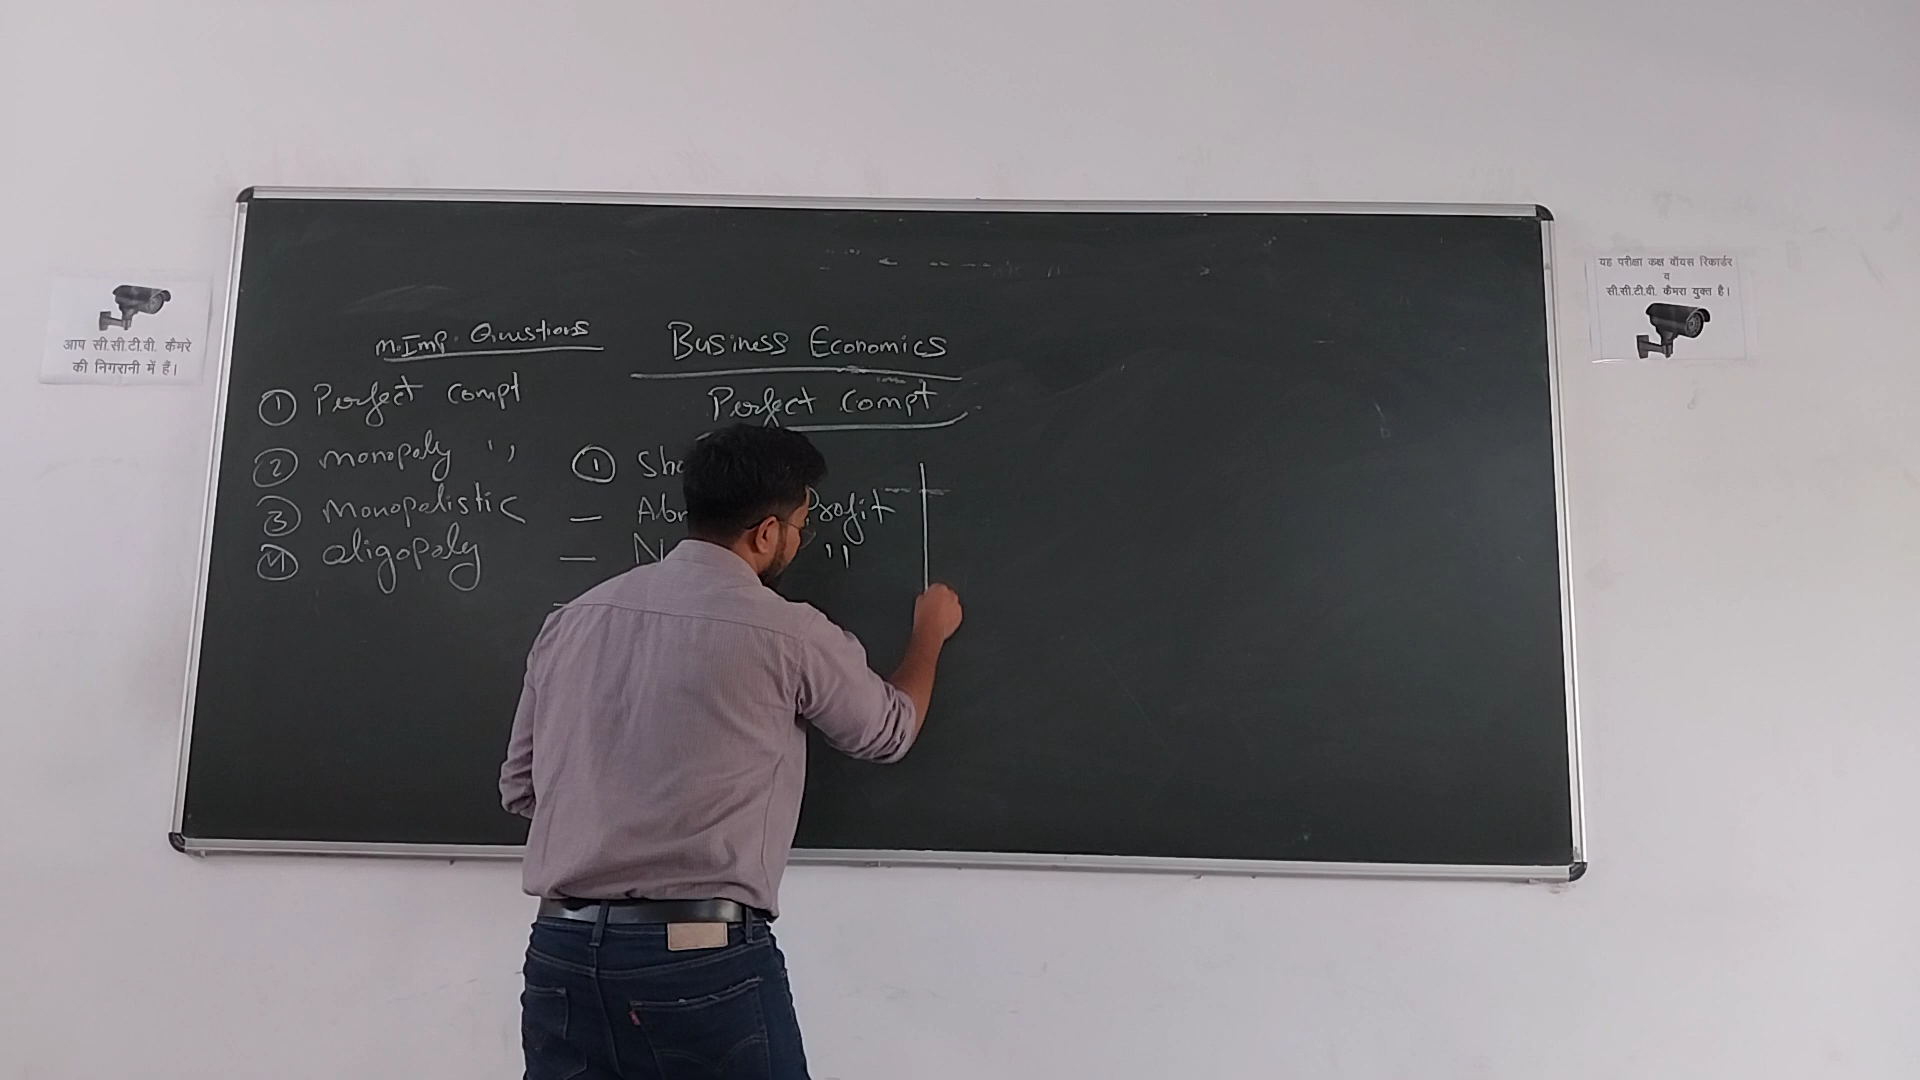 आप सी.सी.टी.वी. कैमरे
की निगरानी में हैं।
m.Imp. Questions
① Perfect Compt
② Monopoly ",
③ Monopolistic
④ Oligopoly
Business Economics
Perfect Compt
①
— Profit
— "
यह परीक्षा कक्ष वॉयस रिकार्डर
व
सी.सी.टी.वी. कैमरा युक्त है।